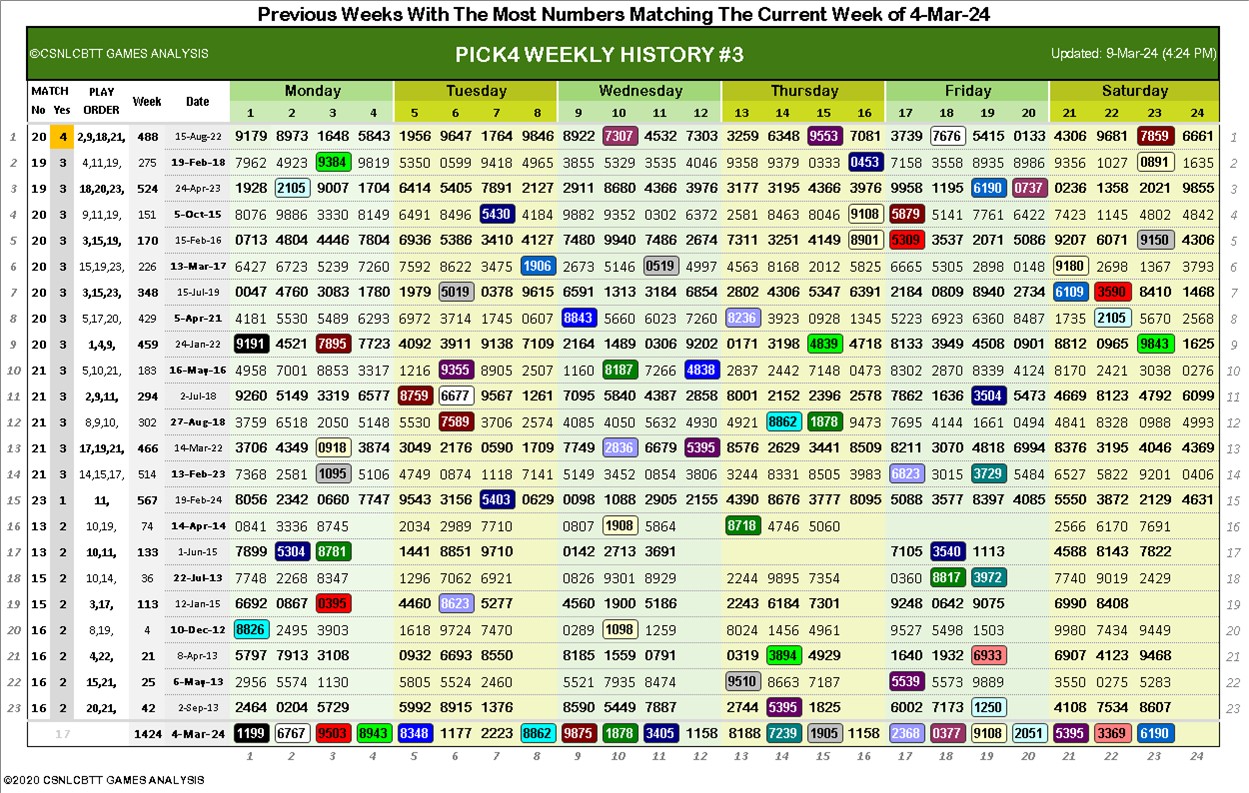 Previous Weeks With The Most Numbers Matching The Current Week of 4-Mar-24
©CSNLCBTT GAMES ANALYSIS PICK4 WEEKLY HISTORY #3 Updated: 9-Mar-24 (4:24 PM)
MATCH PLAY Week Date Monday Tuesday Wednesday Thursday Friday Saturday
No Yes ORDER 1 2 3 4 5 6 7 8 9 10 11 12 13 14 15 16 17 18 19 20 21 22 23 24
1 20 4 2,9,18,21, 488 15-Aug-22 9179 8973 1648 5843 1956 9647 1764 9846 8922 7307 4532 7303 3259 6348 9553 7081 3739 7676 5415 0133 4306 9681 7859 6661 1
2 19 3 4,11,19, 275 19-Feb-18 7962 4923 9384 9819 5350 0599 9418 4965 3855 5329 3535 4046 9358 9379 0333 0453 7158 3558 8935 8986 9356 1027 0891 1635 2
3 19 3 18,20,23, 524 24-Apr-23 1928 2105 9007 1704 6414 5405 7891 2127 2911 8680 4366 3976 3177 3195 4366 3976 9958 1195 6190 0737 0236 1358 2021 9855 3
4 20 3 9,11,19, 151 5-Oct-15 8076 9886 3330 8149 6491 8496 5430 4184 9882 9352 0302 6372 2581 8463 8046 9108 5879 5141 7761 6422 7423 1145 4802 4842 4
5 20 3 3,15,19, 170 15-Feb-16 0713 4804 4446 7804 6936 5386 3410 4127 7480 9940 7486 2674 7311 3251 4149 8901 5309 3537 2071 5086 9207 6071 9150 4306 5
6 20 3 15,19,23, 226 13-Mar-17 6427 6723 5239 7260 7592 8622 3475 1906 2673 5146 0519 4997 4563 8168 2012 5825 6665 5305 2898 0148 9180 2698 1367 3793 6
7 20 3 3,15,23, 348 15-Jul-19 0047 4760 3083 1780 1979 5019 0378 9615 6591 1313 3184 6854 2802 4306 5347 6391 2184 0809 8940 2734 6109 3590 8410 1468 7
8 20 3 5,17,20, 429 5-Apr-21 4181 5530 5489 6293 6972 3714 1745 0607 8843 5660 6023 7260 8236 3923 0928 1345 5223 6923 6360 8487 1735 2105 5670 2568 8
9 20 3 1,4,9, 459 24-Jan-22 9191 4521 7895 7723 4092 3911 9138 7109 2164 1489 0306 9202 0171 3198 4839 4718 8133 3949 4508 0901 8812 0965 9843 1625 9
10 21 3 5,10,21, 183 16-May-16 4958 7001 8853 3317 1216 9355 8905 2507 1160 8187 7266 4838 2837 2442 7148 0473 8302 2870 8339 4124 8170 2421 3038 0276 10
11 21 3 2,9,11, 294 2-Jul-18 9260 5149 3319 6577 8759 6677 9567 1261 7095 5840 4387 2858 8001 2152 2396 2578 7862 1636 3504 5473 4669 8123 4792 6099 11
12 21 3 8,9,10, 302 27-Aug-18 3759 6518 2050 5148 5530 7589 3706 2574 4085 4050 5632 4930 4921 8862 1878 9473 7695 4144 1661 0494 4841 8328 0988 4993 12
13 21 3 17,19,21, 466 14-Mar-22 3706 4349 0918 3874 3049 2176 0590 1709 7749 2836 6679 5395 8576 2629 3441 8509 8211 3070 4818 6994 8376 3195 4046 4369 13
14 21 3 14,15,17, 514 13-Feb-23 7368 2581 1095 5106 4749 0874 1118 7141 5149 3452 0854 3806 3244 8331 8505 3983 6823 3015 3729 5484 6527 5822 9201 0406 14
15 23 1 11, 567 19-Feb-24 8056 2342 0660 7747 9543 3156 5403 0629 0098 1088 2905 2155 4390 8676 3777 8095 5088 3577 8397 4085 5550 3872 2129 4631 15
16 13 2 10,19, 74 14-Apr-14 0841 3336 8745 2034 2989 7710 0807 1908 5864 8718 4746 5060 2566 6170 7691 16
17 13 2 10,11, 133 1-Jun-15 7899 5304 8781 1441 8851 9710 0142 2713 3691 7105 3540 1113 4588 8143 7822 17
18 15 2 10,14, 36 22-Jul-13 7748 2268 8347 1296 7062 6921 0826 9301 8929 2244 9895 7354 0360 8817 3972 7740 9019 2429 18
19 15 2 3,17, 113 12-Jan-15 6692 0867 0395 4460 8623 5277 4560 1900 5186 2243 6184 7301 9248 0642 9075 6990 8408 19
20 16 2 8,19, 4 10-Dec-12 8826 2495 3903 1618 9724 7470 0289 1098 1259 8024 1456 4961 9527 5498 1503 9980 7434 9449 20
21 16 2 4,22, 21 8-Apr-13 5797 7913 3108 0932 6693 8550 8185 1559 0791 0319 3894 4929 1640 1932 6933 6907 4123 9468 21
22 16 2 15,21, 25 6-May-13 2956 5574 1130 5805 5524 2460 5521 7935 8474 9510 8663 7187 5539 5573 9889 3550 0275 5283 22
23 16 2 20,21, 42 2-Sep-13 2464 0204 5729 5992 8915 1376 8590 5449 7887 2744 5395 1825 6002 7173 1250 4108 7534 8607 23
17 1424 4-Mar-24 1199 6767 9503 8943 8348 1177 2223 8862 9875 1878 3405 1158 8188 7239 1905 1158 2368 0377 9108 2051 5395 3369 6190
1 2 3 4 5 6 7 8 9 10 11 12 13 14 15 16 17 18 19 20 21 22 23 24
©2020 CSNLCBTT GAMES ANALYSIS